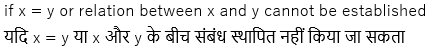 if x = y or relation between x and y cannot be established
यदि x = y या x और y के बीच संबंध स्थापित नहीं किया जा सकता